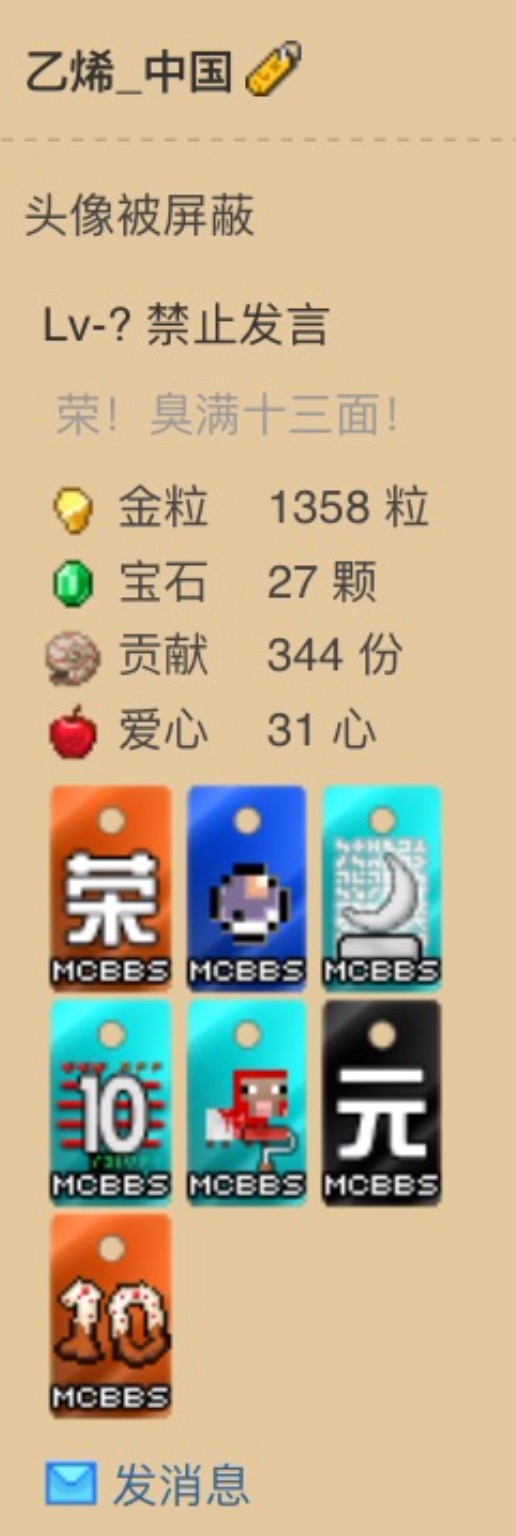 乙烯_中国
头像被屏蔽
Lv-? 禁止发言
荣！臭满十三面！
金粒 1358 粒
宝石 27 颗
贡献 344 份
爱心 31 心
荣
MCBBS MCBBS MCBBS
10 元
MCBBS MCBBS MCBBS
10
MCBBS
发消息